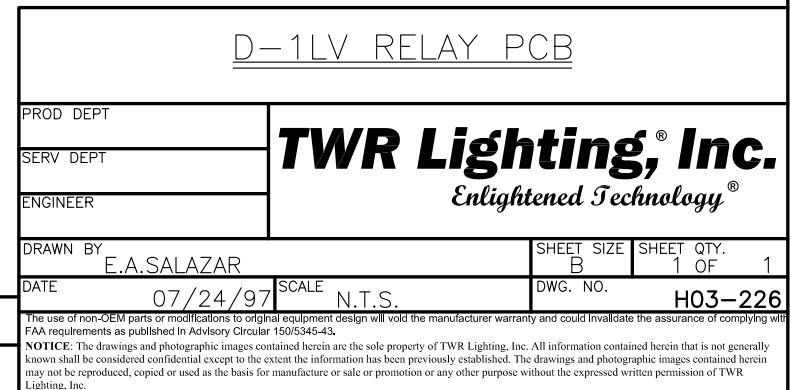 D-1LV RELAY PCB
PROD DEPT
SERV DEPT
ENGINEER
TWR Lighting,® Inc.
Enlightened Technology®
DRAWN BY
E.A.SALAZAR
SHEET SIZE
B
SHEET QTY.
1 OF 1
DATE
07/24/97
SCALE
N.T.S.
DWG. NO.
H03-226
The use of non-OEM parts or modifications to original equipment design will void the manufacturer warranty and could invalidate the assurance of complying with
FAA requirements as published in Advisory Circular 150/5345-43.
NOTICE: The drawings and photographic images contained herein are the sole property of TWR Lighting, Inc. All information contained herein that is not generally
known shall be considered confidential except to the extent the information has been previously established. The drawings and photographic images contained herein
may not be reproduced, copied or used as the basis for manufacture or sale or promotion or any other purpose without the expressed written permission of TWR
Lighting, Inc.